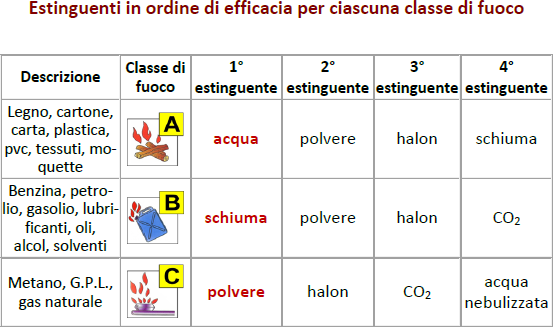 Estinguenti in ordine di efficacia per ciascuna classe di fuoco
Descrizione
Classe di
fuoco
1°
estinguente
2°
estinguente
3°
estinguente
4°
estinguente
Legno, cartone,
carta, plastica,
pvc, tessuti, mo-
quette
A
acqua
polvere
halon
schiuma
Benzina, petro-
lio, gasolio, lubri-
ficanti, oli,
alcol, solventi
B
schiuma
polvere
halon
CO₂
Metano, G.P.L.,
gas naturale
C
polvere
halon
CO₂
acqua
nebulizzata